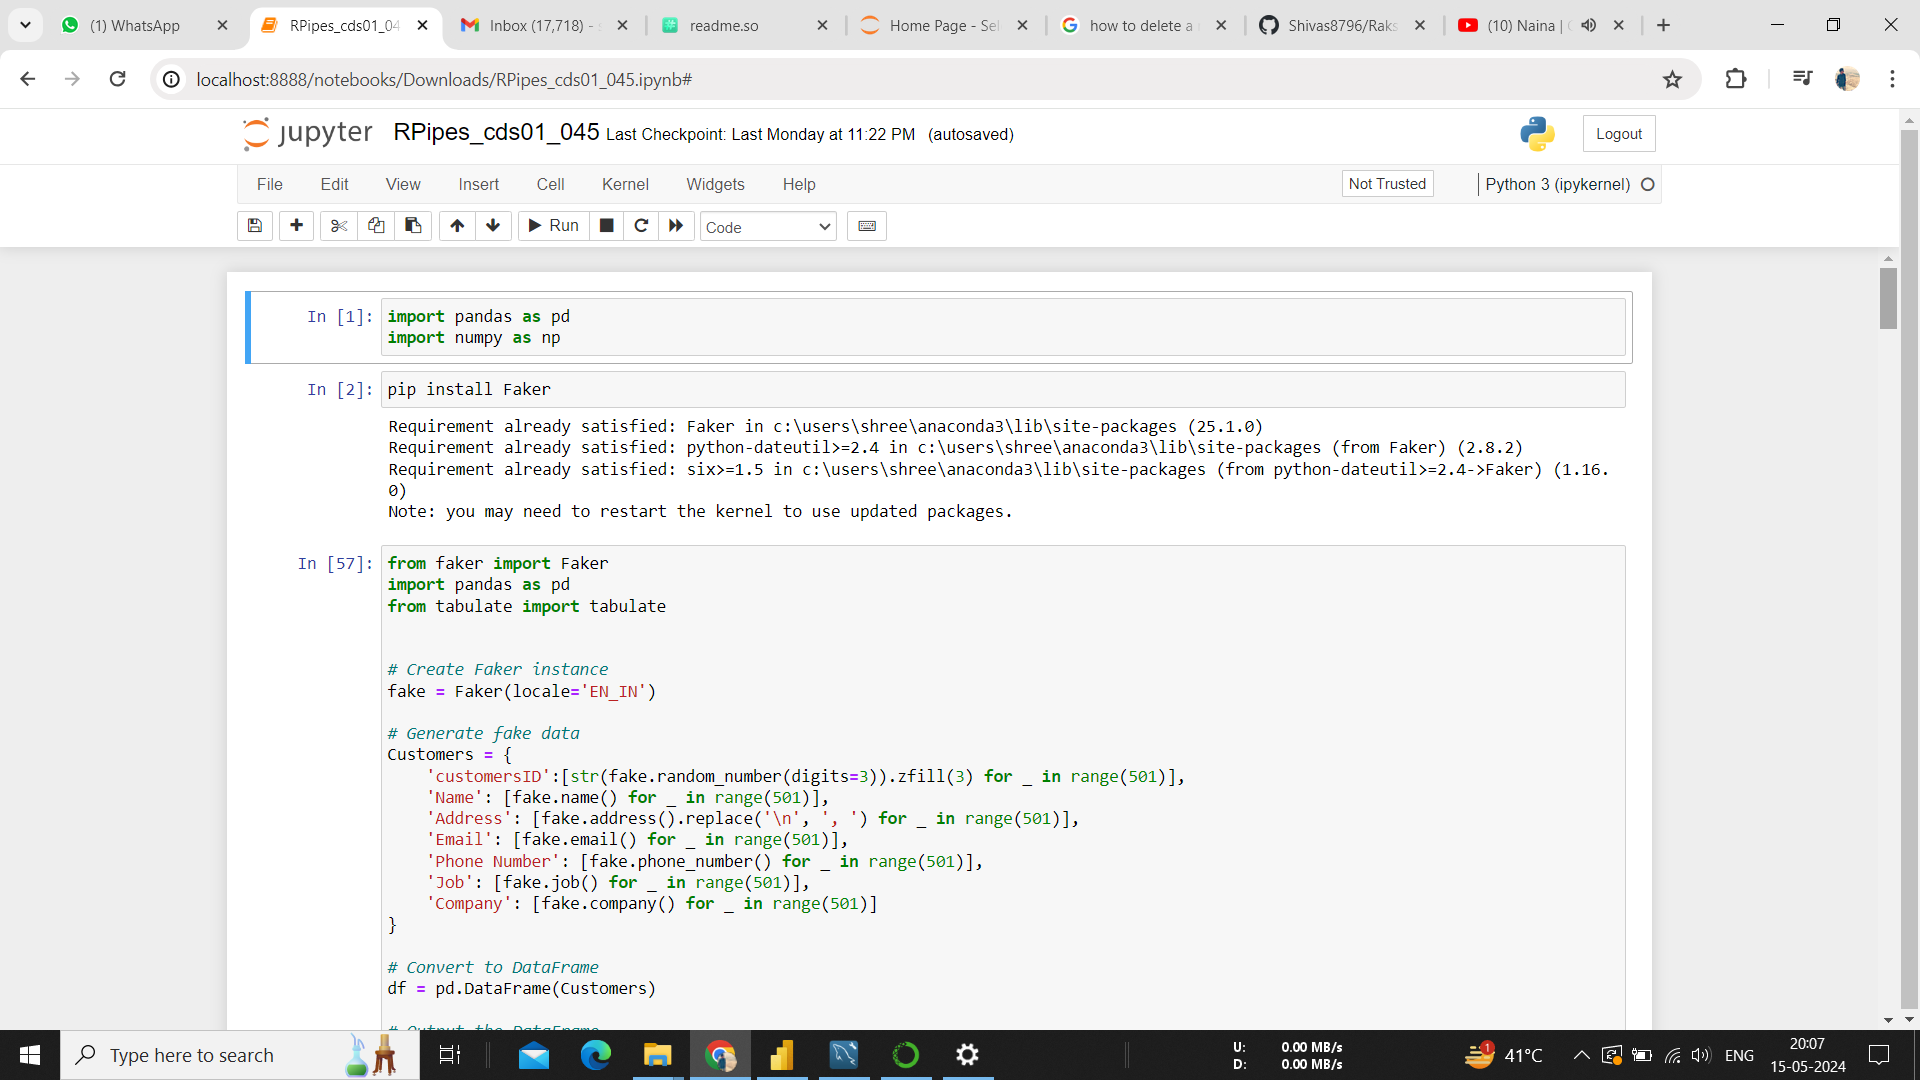 (1) WhatsApp
RPipes_cds01_04
Inbox (17,718) -
readme.so
Home Page - Sel
how to delete a
Shivas8796/Raks
(10) Naina |
localhost:8888/notebooks/Downloads/RPipes_cds01_045.ipynb#
jupyter RPipes_cds01_045 Last Checkpoint: Last Monday at 11:22 PM (autosaved)
Logout
File Edit View Insert Cell Kernel Widgets Help
Not Trusted
Python 3 (ipykernel)
Run
Code
In [1]: import pandas as pd
import numpy as np
In [2]: pip install Faker
Requirement already satisfied: Faker in c:\users\shree\anaconda3\lib\site-packages (25.1.0)
Requirement already satisfied: python-dateutil>=2.4 in c:\users\shree\anaconda3\lib\site-packages (from Faker) (2.8.2)
Requirement already satisfied: six>=1.5 in c:\users\shree\anaconda3\lib\site-packages (from python-dateutil>=2.4->Faker) (1.16.
0)
Note: you may need to restart the kernel to use updated packages.
In [57]: from faker import Faker
import pandas as pd
from tabulate import tabulate
# Create Faker instance
fake = Faker(locale='EN_IN')
# Generate fake data
Customers = {
'customersID':[str(fake.random_number(digits=3)).zfill(3) for _ in range(501)],
'Name': [fake.name() for _ in range(501)],
'Address': [fake.address().replace('\n', ', ') for _ in range(501)],
'Email': [fake.email() for _ in range(501)],
'Phone Number': [fake.phone_number() for _ in range(501)],
'Job': [fake.job() for _ in range(501)],
'Company': [fake.company() for _ in range(501)]
}
# Convert to DataFrame
df = pd.DataFrame(Customers)
# Output the DataFrame
Type here to search
U: 0.00 MB/s
D: 0.00 MB/s
1
41°C
ENG
20:07
15-05-2024